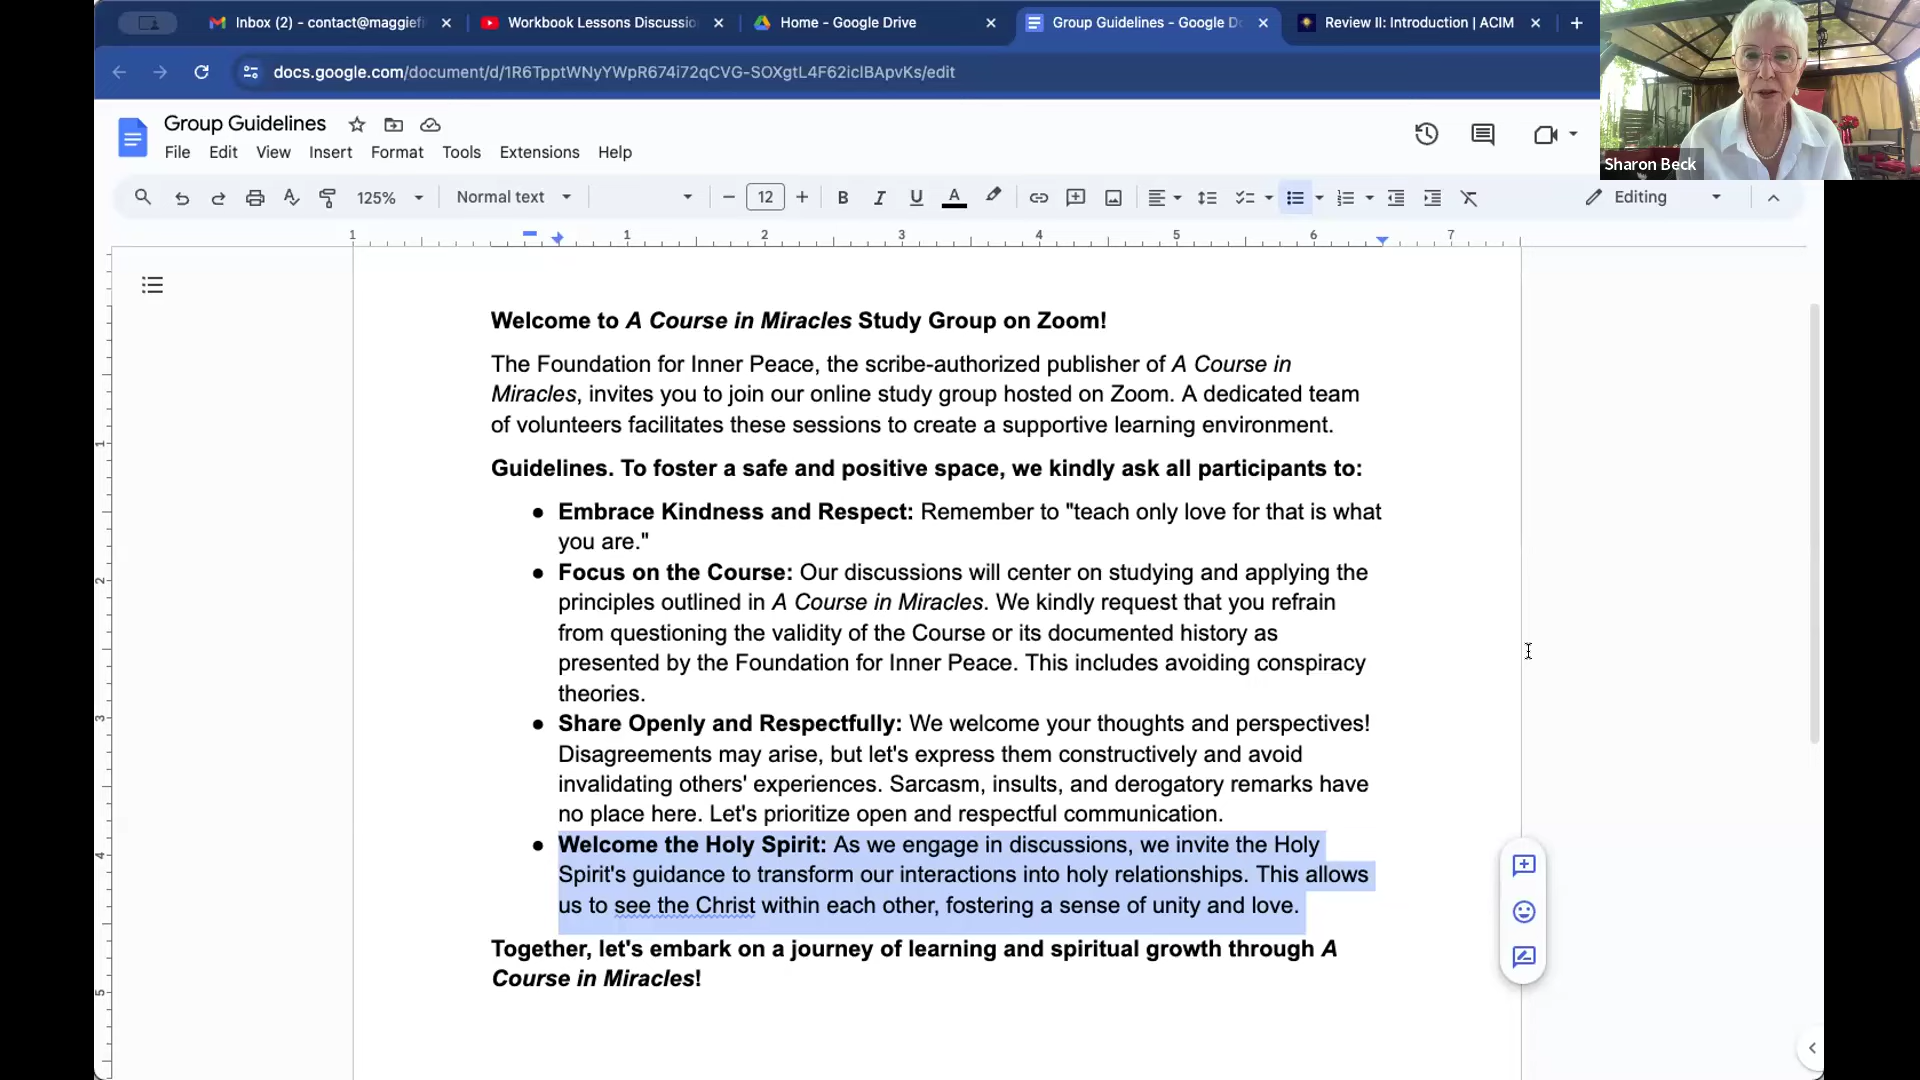 Inbox (2) - contact@maggief
Workbook Lessons Discussio
Home - Google Drive
Group Guidelines - Google D
Review II: Introduction | ACIM
docs.google.com/document/d/1R6TpptWNyYWpR674i72qCVG-SOXgtL4F62iclBApvKs/edit
Group Guidelines
File Edit View Insert Format Tools Extensions Help
Sharon Beck
125% Normal text 12 B I U A Editing
1 1 2 3 4 5 6 7
Welcome to A Course in Miracles Study Group on Zoom!
The Foundation for Inner Peace, the scribe-authorized publisher of A Course in
Miracles, invites you to join our online study group hosted on Zoom. A dedicated team
of volunteers facilitates these sessions to create a supportive learning environment.
Guidelines. To foster a safe and positive space, we kindly ask all participants to:
● Embrace Kindness and Respect: Remember to "teach only love for that is what
you are."
● Focus on the Course: Our discussions will center on studying and applying the
principles outlined in A Course in Miracles. We kindly request that you refrain
from questioning the validity of the Course or its documented history as
presented by the Foundation for Inner Peace. This includes avoiding conspiracy
theories.
● Share Openly and Respectfully: We welcome your thoughts and perspectives!
Disagreements may arise, but let's express them constructively and avoid
invalidating others' experiences. Sarcasm, insults, and derogatory remarks have
no place here. Let's prioritize open and respectful communication.
● Welcome the Holy Spirit: As we engage in discussions, we invite the Holy
Spirit's guidance to transform our interactions into holy relationships. This allows
us to see the Christ within each other, fostering a sense of unity and love.
Together, let's embark on a journey of learning and spiritual growth through A
Course in Miracles!
1
2
3
4
5